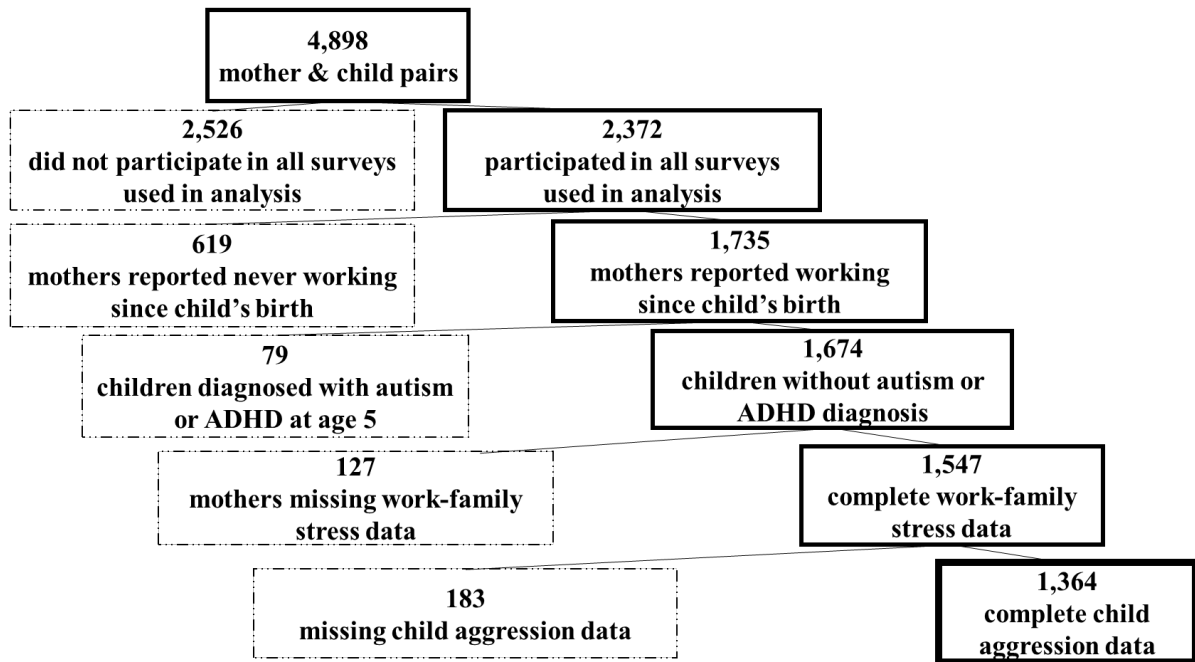 4,898
mother & child pairs
2,526
did not participate in all surveys
used in analysis
2,372
participated in all surveys
used in analysis
619
mothers reported never working
since child's birth
1,735
mothers reported working
since child's birth
79
children diagnosed with autism
or ADHD at age 5
1,674
children without autism or
ADHD diagnosis
127
mothers missing work-family
stress data
1,547
complete work-family
stress data
183
missing child aggression data
1,364
complete child
aggression data